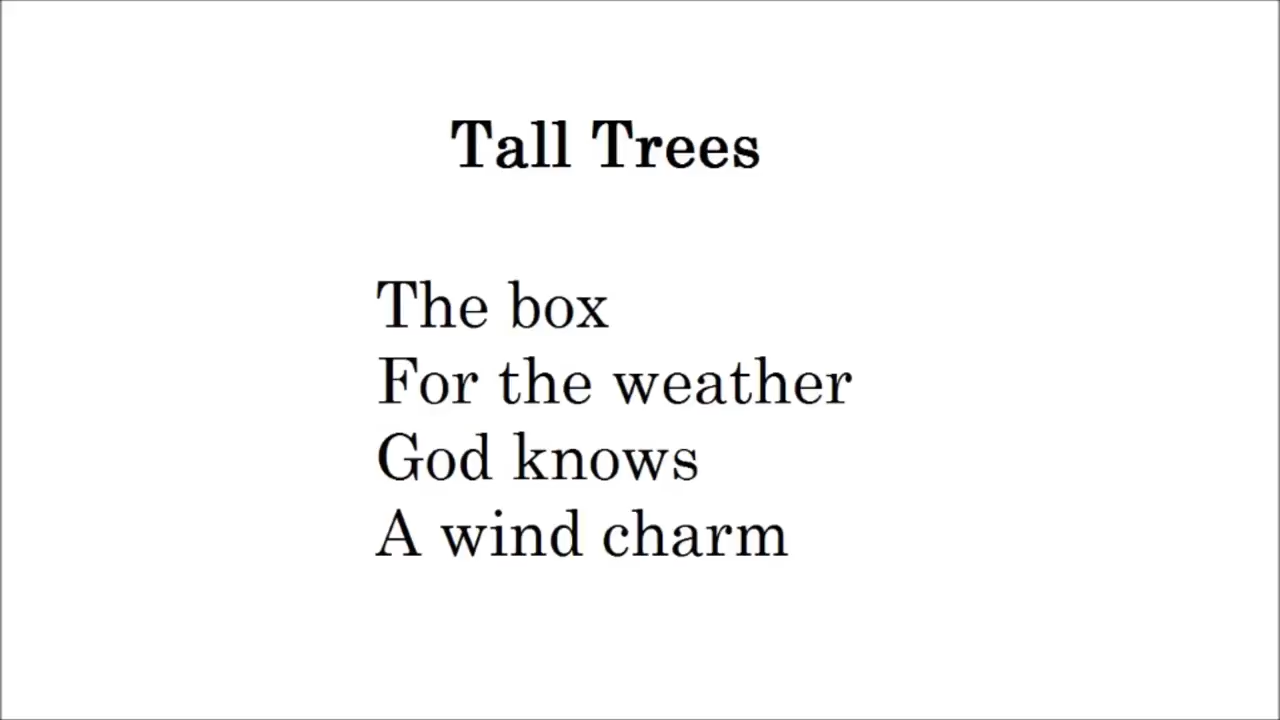 Tall Trees
The box
For the weather
God knows
A wind charm